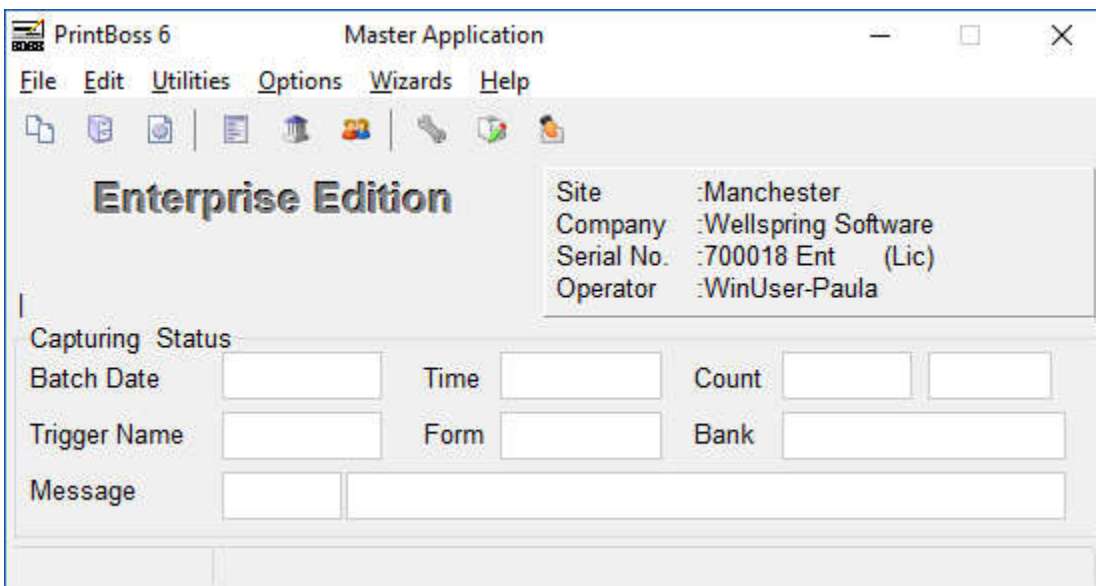 PrintBoss 6 Master Application
File Edit Utilities Options Wizards Help
Enterprise Edition
Site :Manchester
Company :Wellspring Software
Serial No. :700018 Ent (Lic)
Operator :WinUser-Paula
Capturing Status
Batch Date Time Count
Trigger Name Form Bank
Message